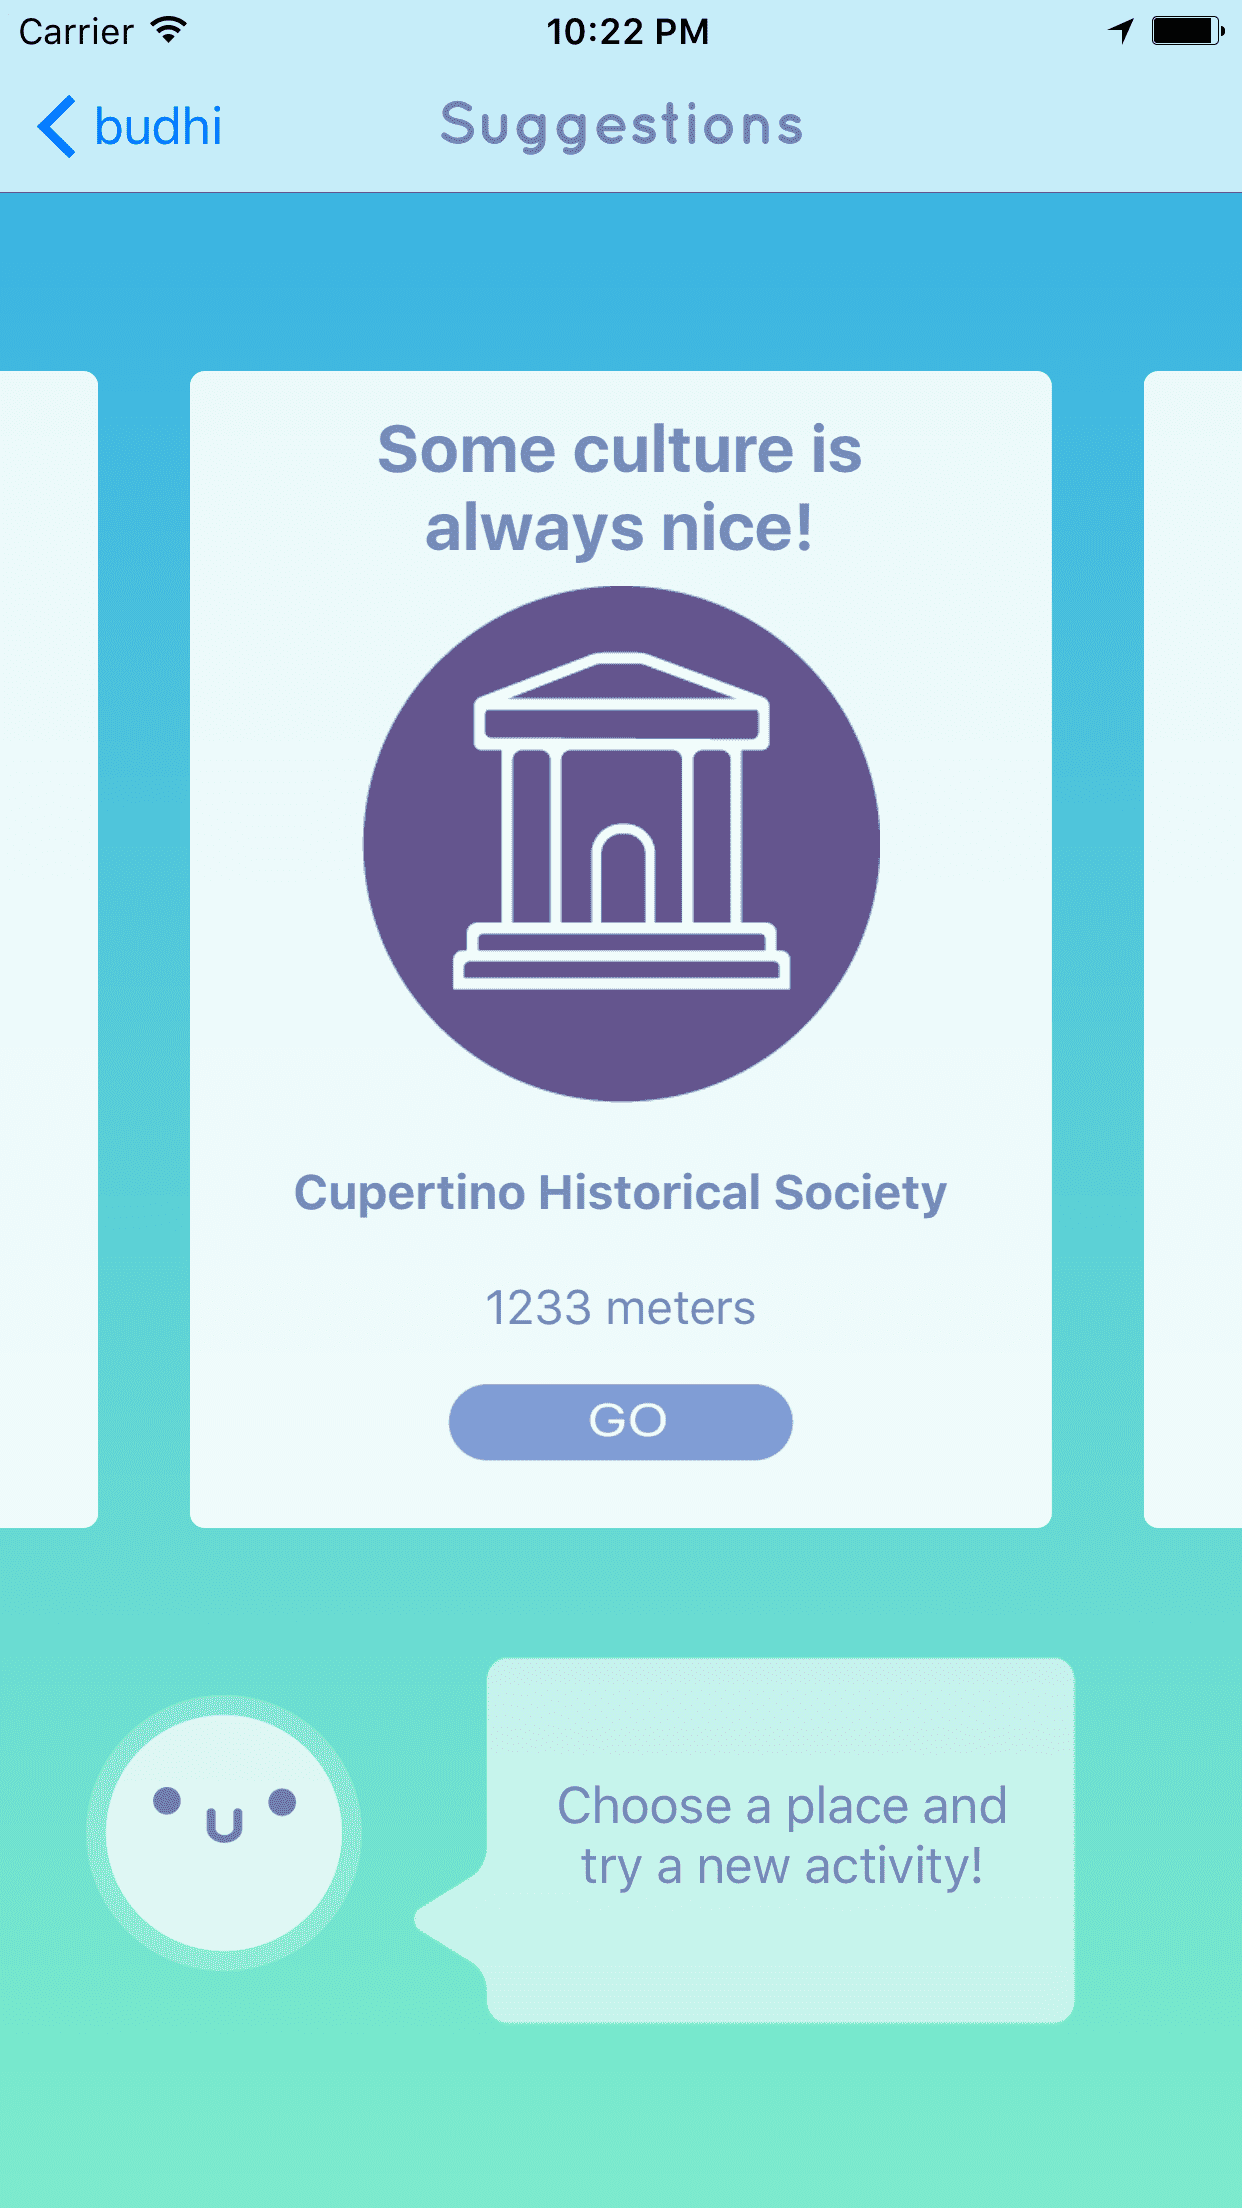 Carrier 10:22 PM
budhi Suggestions
Some culture is
always nice!
Cupertino Historical Society
1233 meters
GO
Choose a place and
try a new activity!